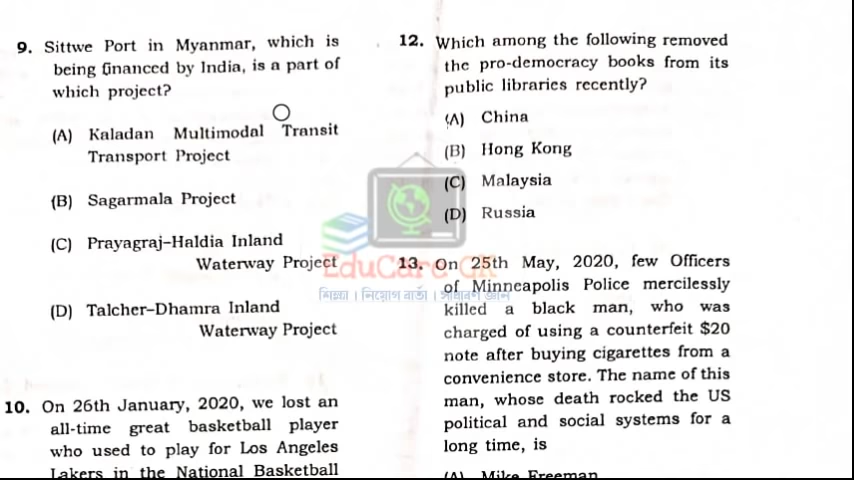 9. Sittwe Port in Myanmar, which is
being financed by India, is a part of
which project?
(A) Kaladan Multimodal Transit
Transport Project
(B) Sagarmala Project
(C) Prayagraj-Haldia Inland
Waterway Project
(D) Talcher-Dhamra Inland
Waterway Project
10. On 26th January, 2020, we lost an
all-time great basketball player
who used to play for Los Angeles
Lakers in the National Basketball
12. Which among the following removed
the pro-democracy books from its
public libraries recently?
(A) China
(B) Hong Kong
(C) Malaysia
(D) Russia
13. On 25th May, 2020, few Officers
of Minneapolis Police mercilessly
killed a black man, who was
charged of using a counterfeit $20
note after buying cigarettes from a
convenience store. The name of this
man, whose death rocked the US
political and social systems for a
long time, is
(A) Mike Freeman
EduCare GK
শিক্ষা | নিয়োগ বার্তা | সাধারণ জ্ঞান